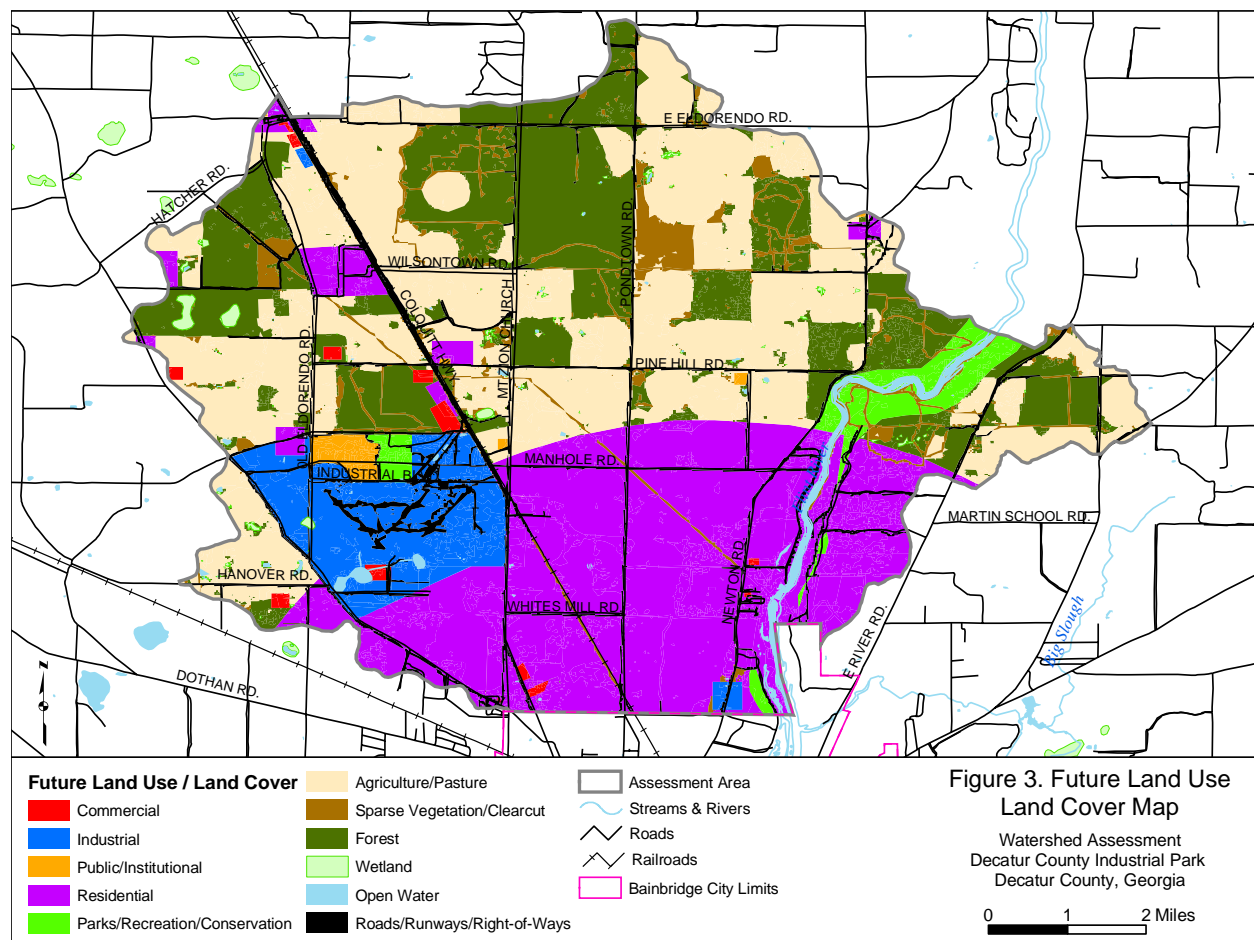 E ELDORENDO RD.
HATCHER RD.
WILSONTOWN RD.
PONDTOWN RD.
COLQUITT HWY.
MT ZION CHURCH
OLD ELDORENDO RD.
PINE HILL RD.
MANHOLE RD.
INDUSTRIAL B
MARTIN SCHOOL RD.
HANOVER RD.
NEWTON RD.
WHITES MILL RD.
E RIVER RD.
Big Slough
DOTHAN RD.
N
Future Land Use / Land Cover
Commercial
Industrial
Public/Institutional
Residential
Parks/Recreation/Conservation
Agriculture/Pasture
Sparse Vegetation/Clearcut
Forest
Wetland
Open Water
Roads/Runways/Right-of-Ways
Assessment Area
Streams & Rivers
Roads
Railroads
Bainbridge City Limits
Figure 3. Future Land Use
Land Cover Map
Watershed Assessment
Decatur County Industrial Park
Decatur County, Georgia
0 1 2 Miles